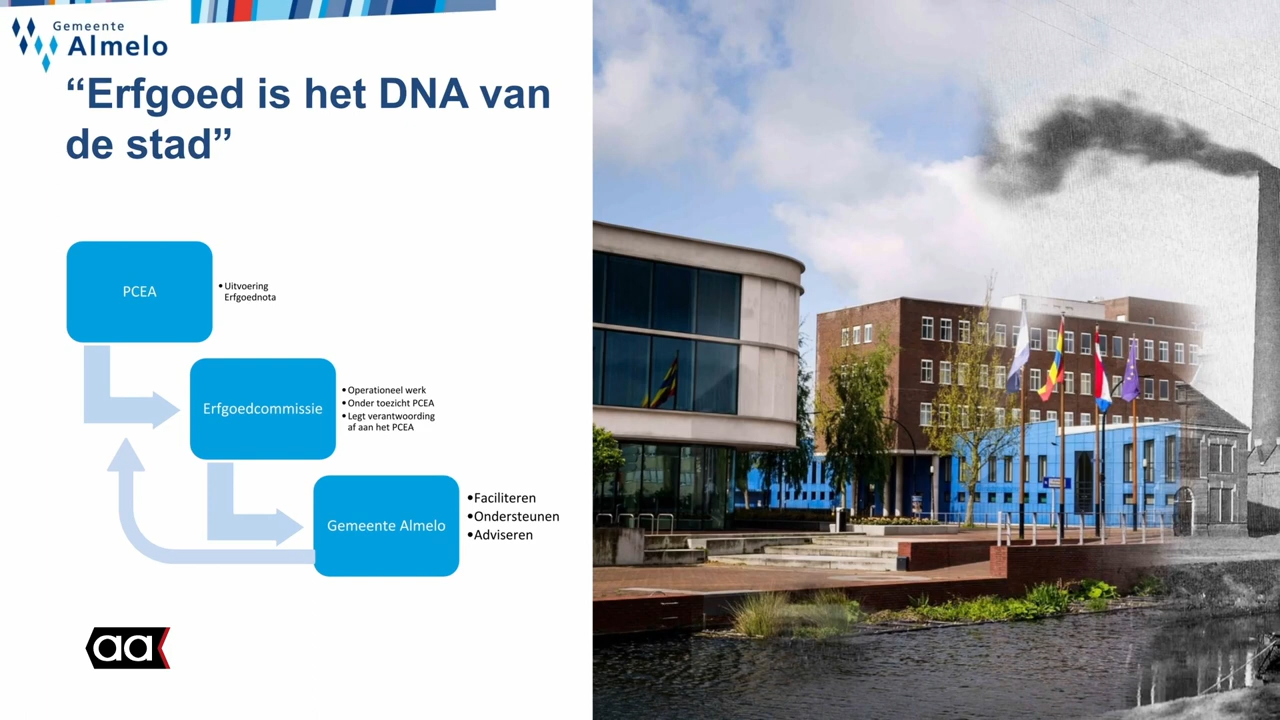 Gemeente
Almelo
“Erfgoed is het DNA van
de stad”
PCEA
•Uitvoering
Erfgoednota
Erfgoedcommissie
•Operationeel werk
•Onder toezicht PCEA
•Legt verantwoording
af aan het PCEA
Gemeente Almelo
•Faciliteren
•Ondersteunen
•Adviseren
aa